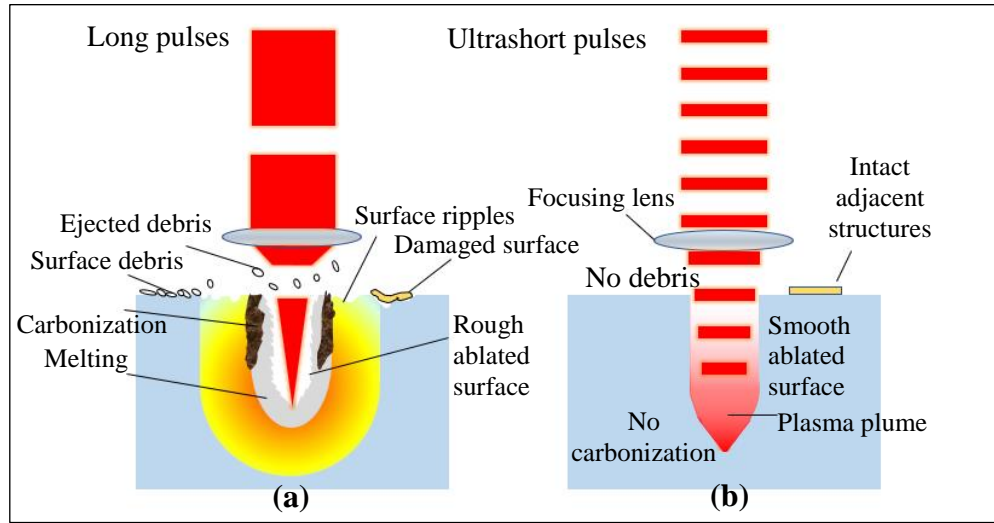 Long pulses
Ejected debris
Surface debris
Carbonization
Melting
Surface ripples
Damaged surface
Rough
ablated
surface
(a)
Ultrashort pulses
Focusing lens
Intact
adjacent
structures
No debris
Smooth
ablated
surface
Plasma plume
No
carbonization
(b)